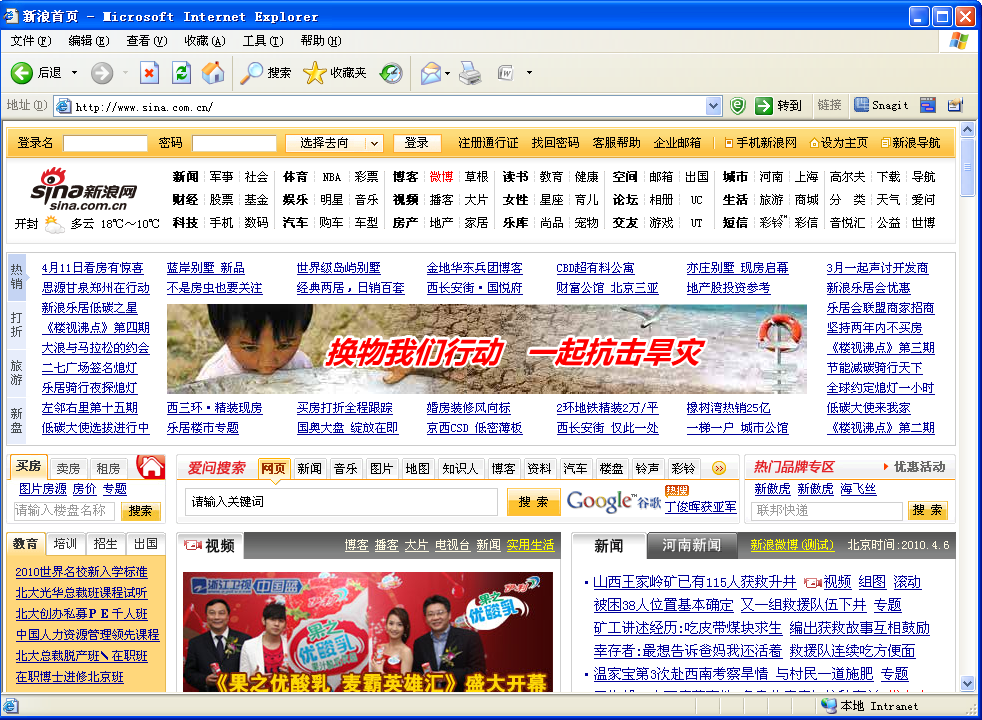 新浪首页 - Microsoft Internet Explorer
文件(F) 编辑(E) 查看(V) 收藏(A) 工具(T) 帮助(H)
后退 搜索 收藏夹
地址(D) http://www.sina.com.cn/ 转到 链接 Snagit
登录名 密码 选择去向 登录 注册通行证 找回密码 客服帮助 企业邮箱 手机新浪网 设为主页 新浪导航
sina新浪网
sina.com.cn
开封 多云 18℃~10℃
新闻 军事 社会 体育 NBA 彩票 博客 微博 草根 读书 教育 健康 空间 邮箱 出国 城市 河南 上海 高尔夫 下载 导航
财经 股票 基金 娱乐 明星 音乐 视频 播客 大片 女性 星座 育儿 论坛 相册 UC 生活 旅游 商城 分 类 天气 爱问
科技 手机 数码 汽车 购车 车型 房产 地产 家居 乐库 尚品 宠物 交友 游戏 UT 短信 彩铃 彩信 音悦汇 公益 世博
热销
打折
旅游
新盘
4月11日看房有惊喜 蓝岸别墅 新品 世界级岛屿别墅 金地华东兵团博客 CBD超有料公寓 亦庄别墅 现房启幕 3月一起声讨开发商
思源甘泉郑州在行动 不是房虫也要关注 经典两居，日销百套 西长安街·国悦府 财富公馆 北京三亚 地产股投资参考 新浪乐居会优惠
新浪乐居低碳之星 乐居会联盟商家招商
《楼视沸点》第四期 坚持两年内不买房
大浪与马拉松的约会 《楼视沸点》第三期
二七广场签名熄灯 节能减碳骑行天下
乐居骑行夜探熄灯 全球约定熄灯一小时
换物我们行动 一起抗击旱灾
左邻右里第十五期 西三环·精装现房 买房打折全程跟踪 婚房装修风向标 2环地铁精装2万/平 橡树湾热销25亿 低碳大使来我家
低碳大使选拔进行中 乐居楼市专题 国奥大盘 绽放在即 京西CSD 低密薄板 西长安街 仅此一处 一梯一户 城市公馆 《楼视沸点》第二期
买房 卖房 租房
图片房源 房价 专题
请输入楼盘名称 搜索
爱问搜索 网页 新闻 音乐 图片 地图 知识人 博客 资料 汽车 楼盘 铃声 彩铃
请输入关键词 搜 索 Google™谷歌 热搜 丁俊晖获亚军
热门品牌专区 优惠活动
新傲虎 新傲虎 海飞丝
联邦快递 搜 索
教育 培训 招生 出国
2010世界名校新入学标准
北大光华总裁班课程试听
北大创办私募PE千人班
中国人力资源管理领先课程
北大总裁脱产班\在职班
在职博士进修北京班
视频 博客 播客 大片 电视台 新闻 实用生活
浙江卫视 中国蓝
果之优酸乳
果之优酸乳
《果之优酸乳 麦霸英雄汇》盛大开幕
新闻 河南新闻 新浪微博(测试) 北京时间:2010.4.6
山西王家岭矿已有115人获救升井 视频 组图 滚动
被困38人位置基本确定 又一组救援队伍下井 专题
矿工讲述经历:吃皮带煤块求生 编出获救故事互相鼓励
幸存者:最想告诉爸妈我还活着 救援队连续吃方便面
温家宝第3次赴西南考察旱情 与村民一道施肥 专题
本地 Intranet